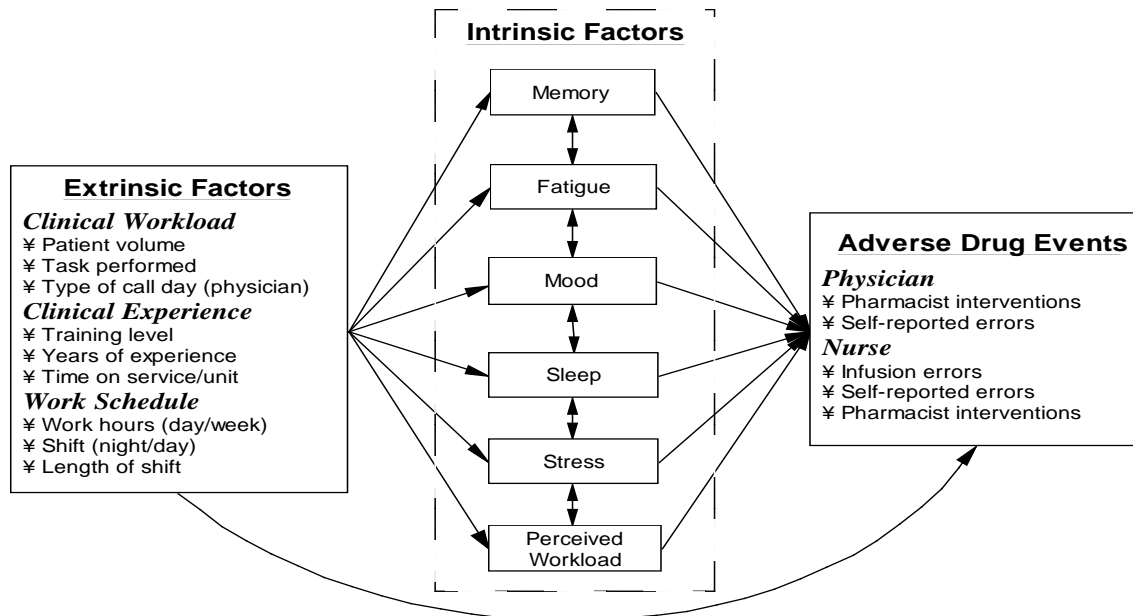 Intrinsic Factors
Memory
Fatigue
Mood
Sleep
Stress
Perceived
Workload
Extrinsic Factors
Clinical Workload
¥ Patient volume
¥ Task performed
¥ Type of call day (physician)
Clinical Experience
¥ Training level
¥ Years of experience
¥ Time on service/unit
Work Schedule
¥ Work hours (day/week)
¥ Shift (night/day)
¥ Length of shift
Adverse Drug Events
Physician
¥ Pharmacist interventions
¥ Self-reported errors
Nurse
¥ Infusion errors
¥ Self-reported errors
¥ Pharmacist interventions